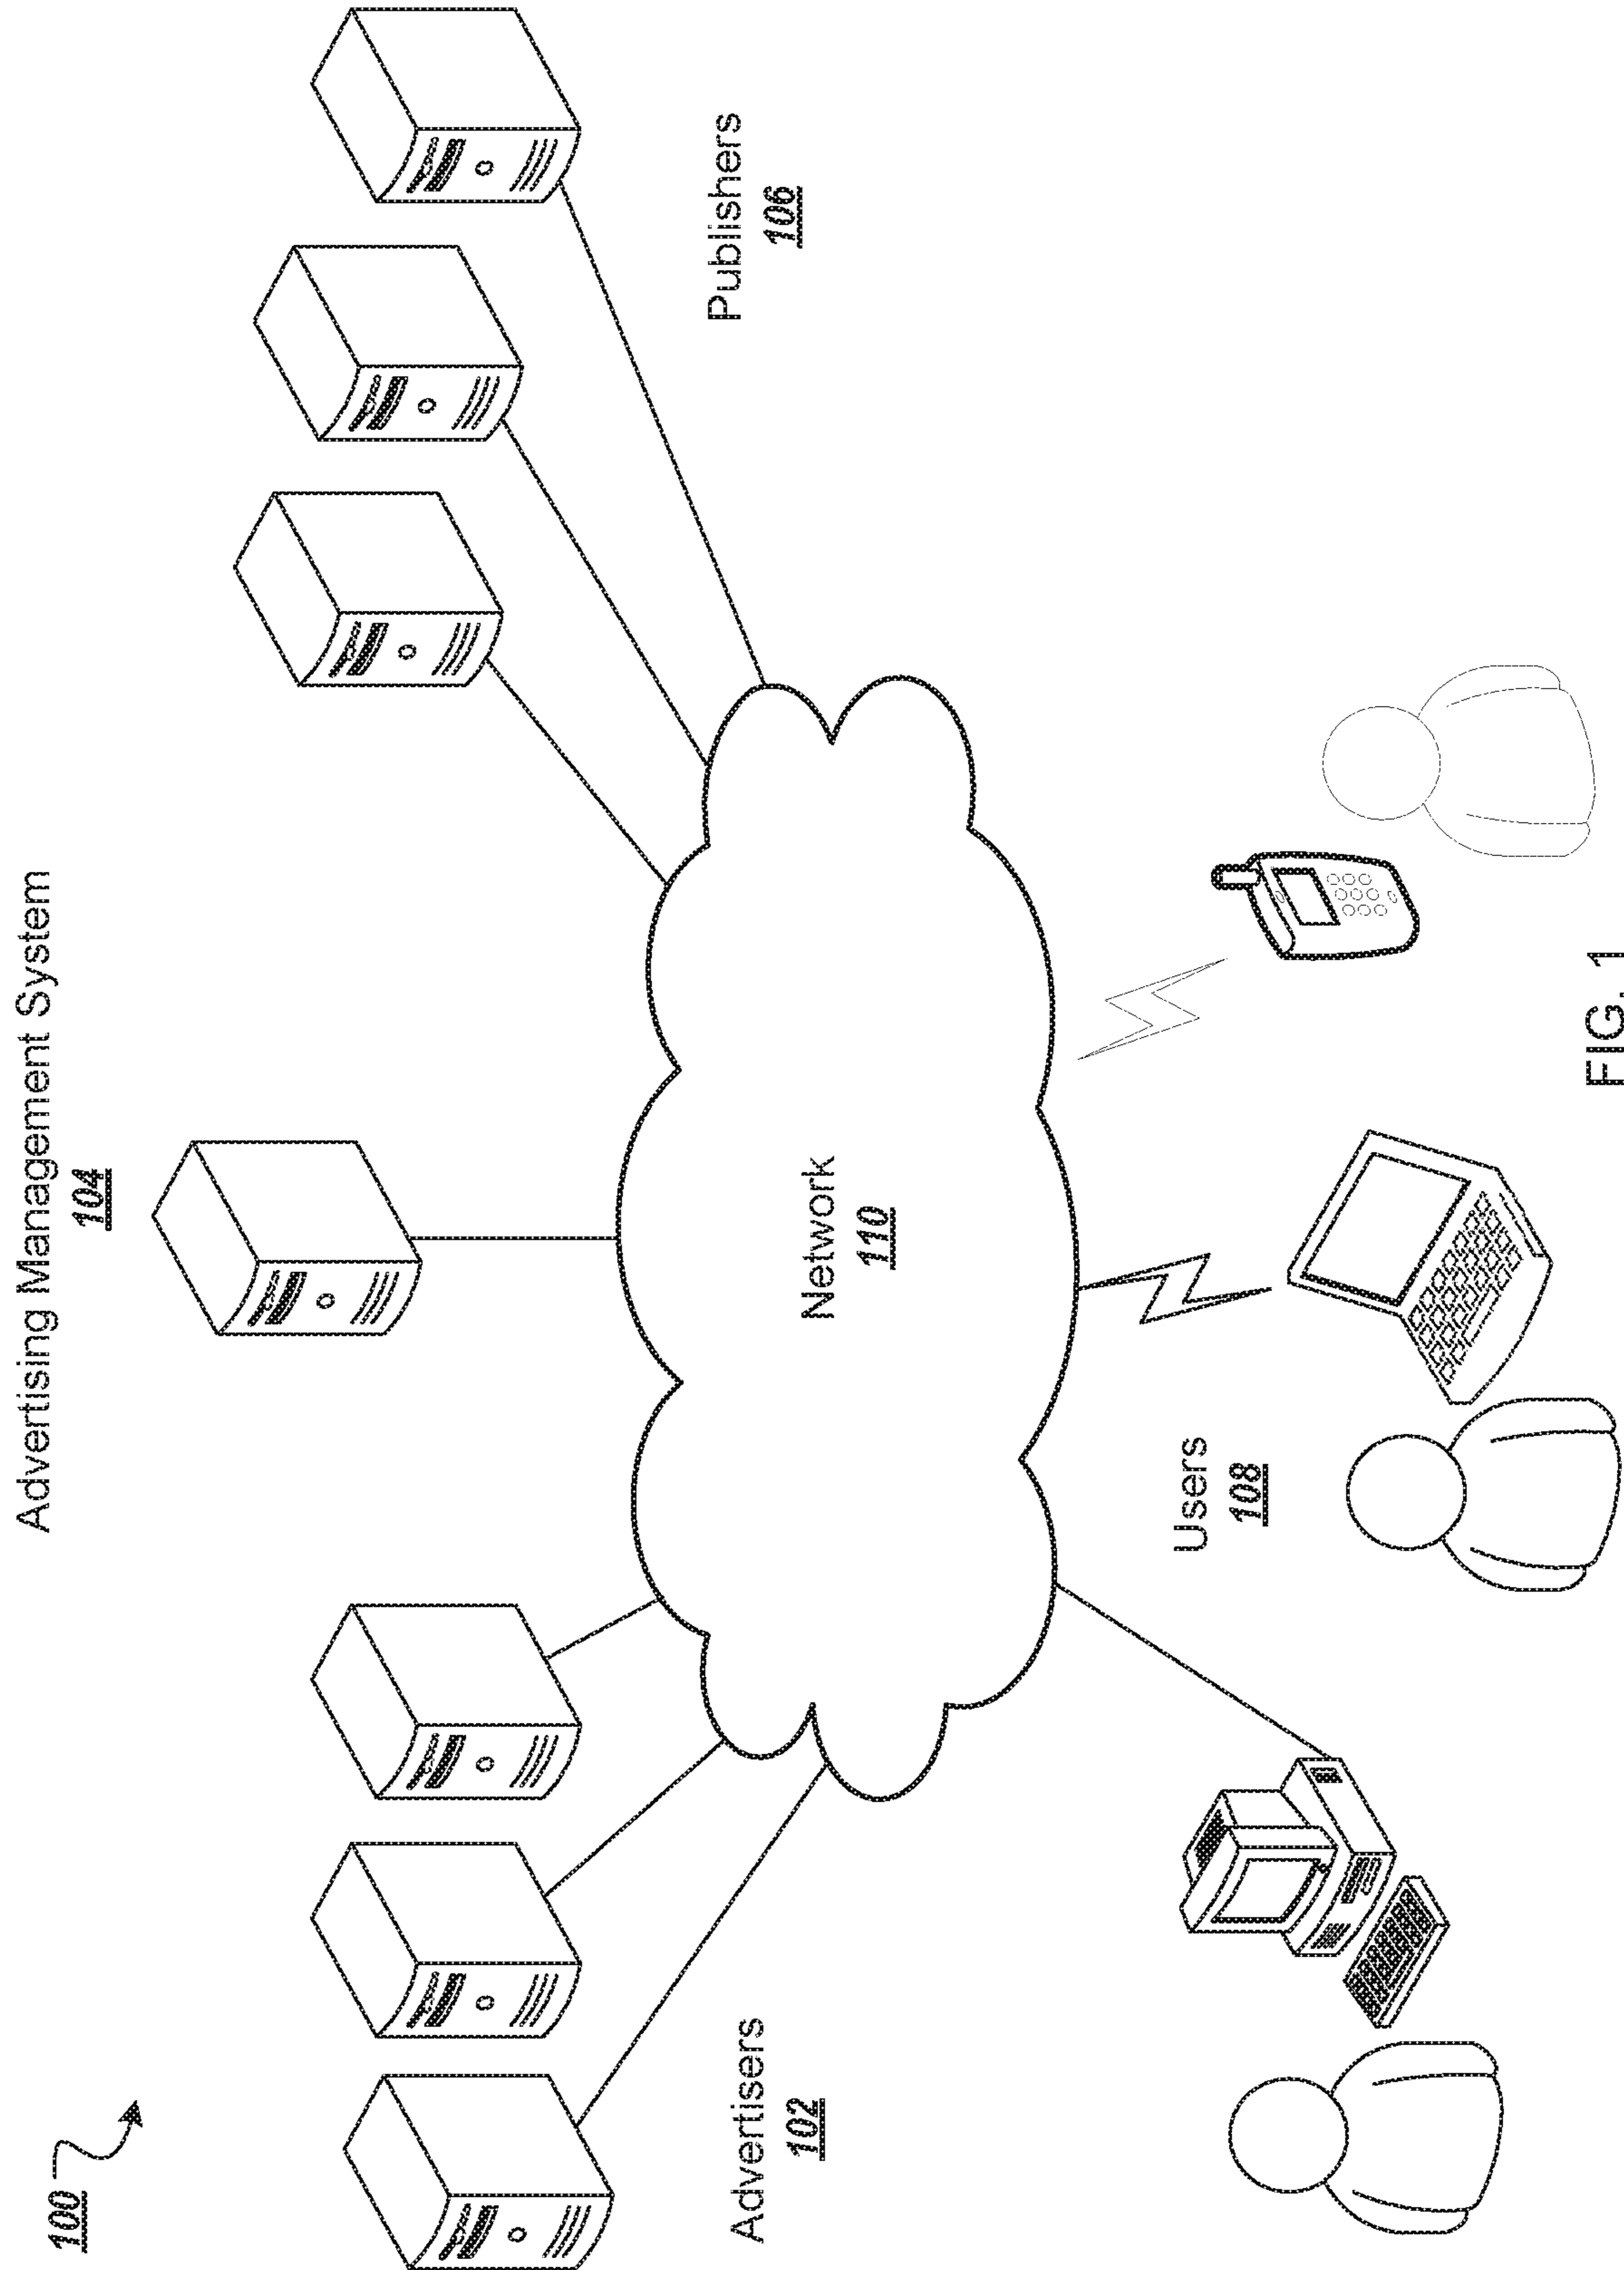 100
Advertising Management System
104
Advertisers
102
Publishers
106
Network
110
Users
108
FIG. 1